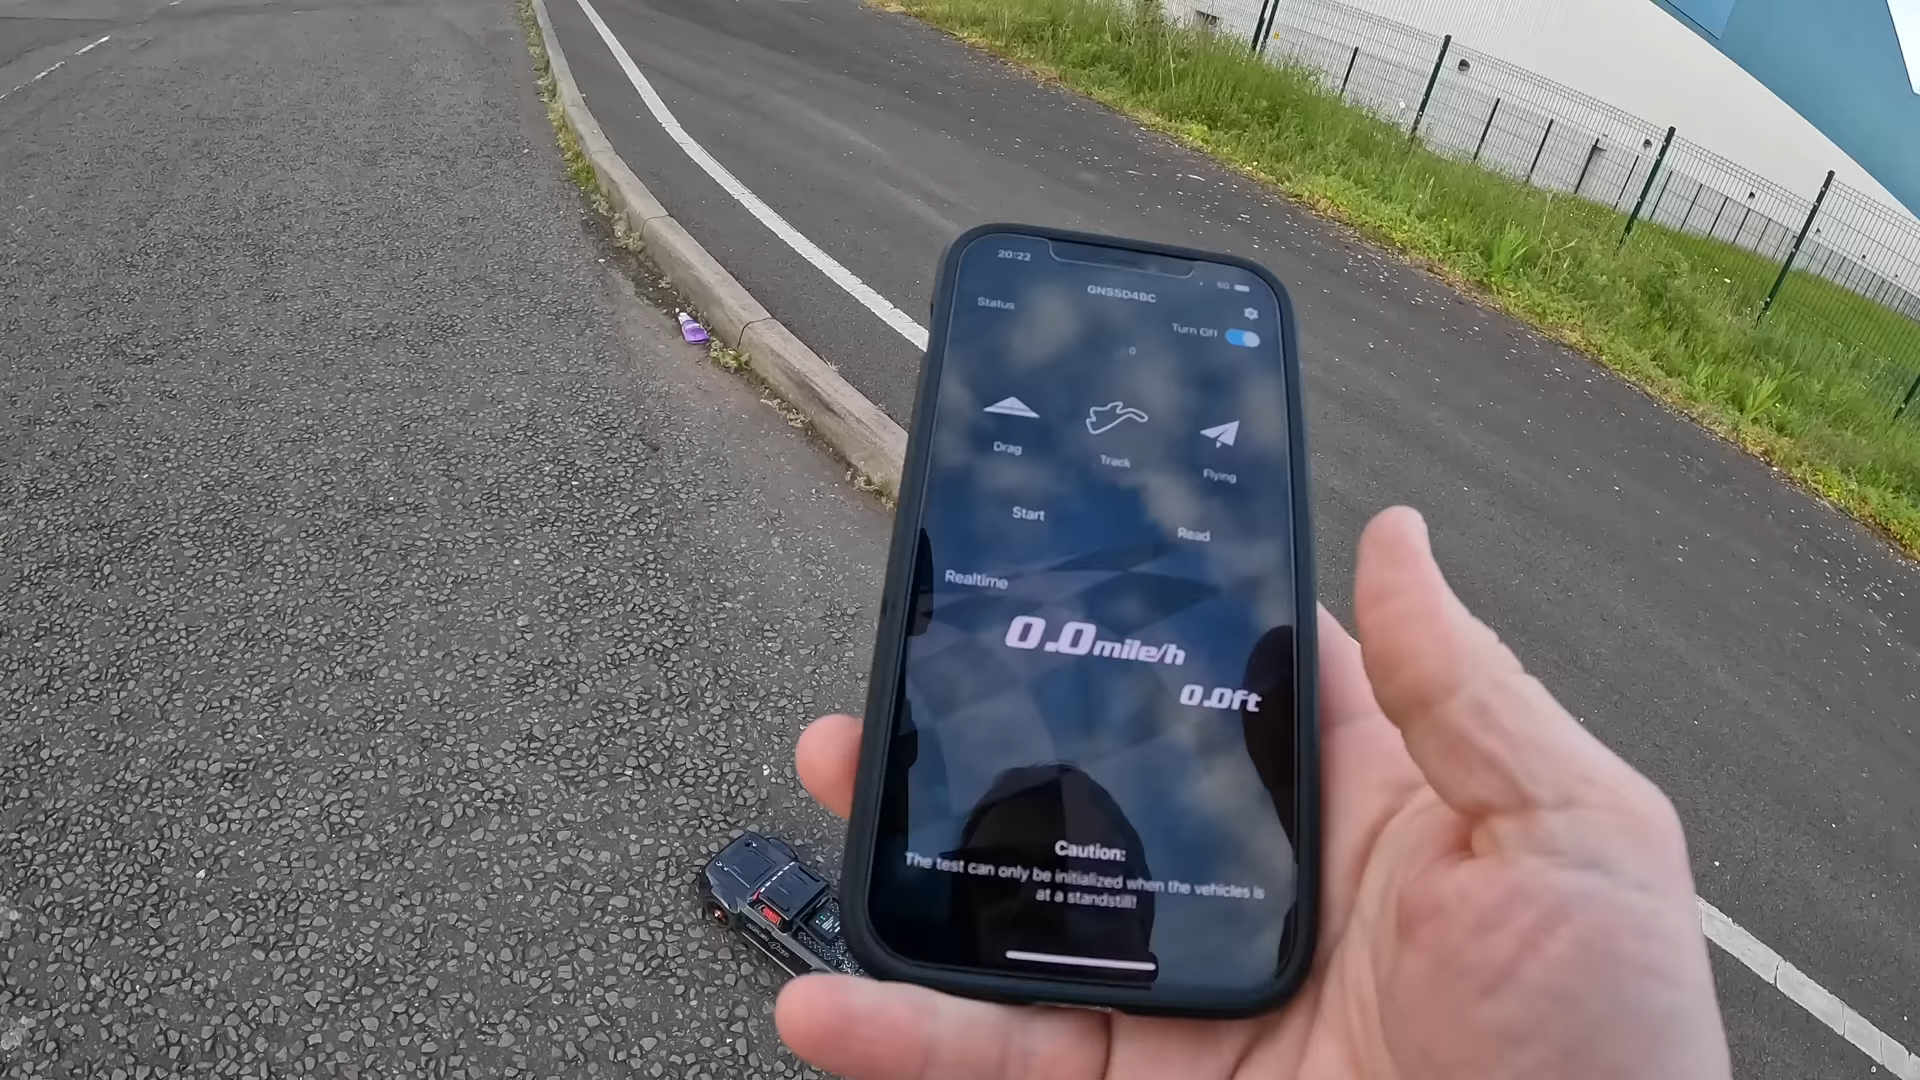 20:22
5G
GNSSD4BC
Status
Turn Off
0
Drag
Track
Flying
Start
Read
Realtime
0.0mile/h
0.0ft
Caution:
The test can only be initialized when the vehicles is
at a standstill!